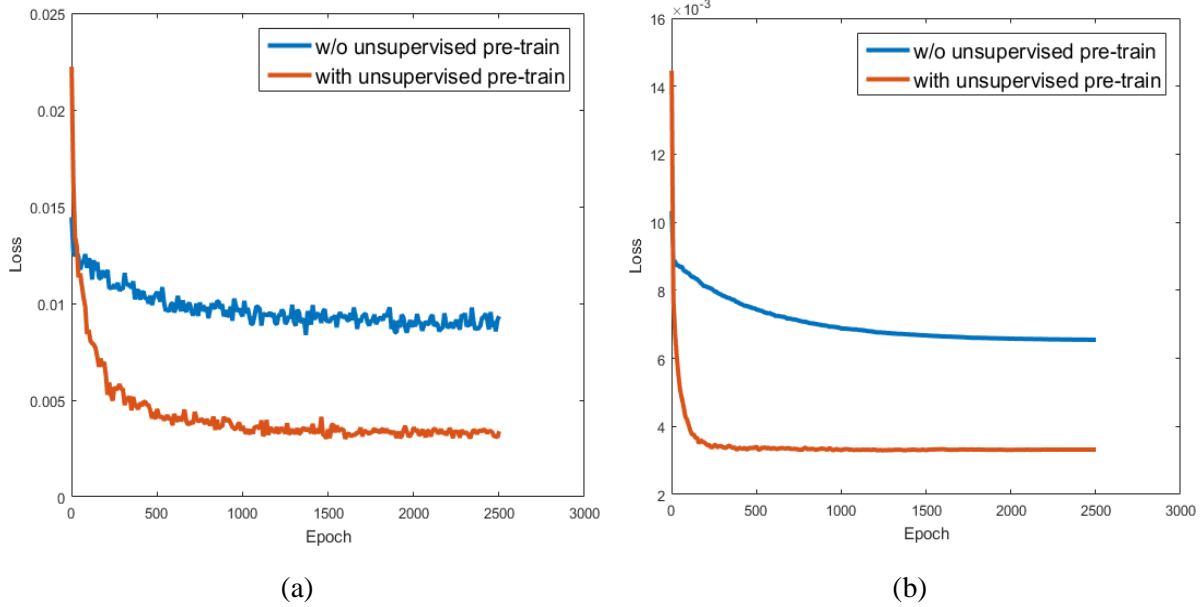 0.025
0.02
0.015
0.01
0.005
0
0 500 1000 1500 2000 2500 3000
Loss
Epoch
w/o unsupervised pre-train
with unsupervised pre-train
(a)
×10⁻³
16
14
12
10
8
6
4
2
0 500 1000 1500 2000 2500 3000
Loss
Epoch
w/o unsupervised pre-train
with unsupervised pre-train
(b)